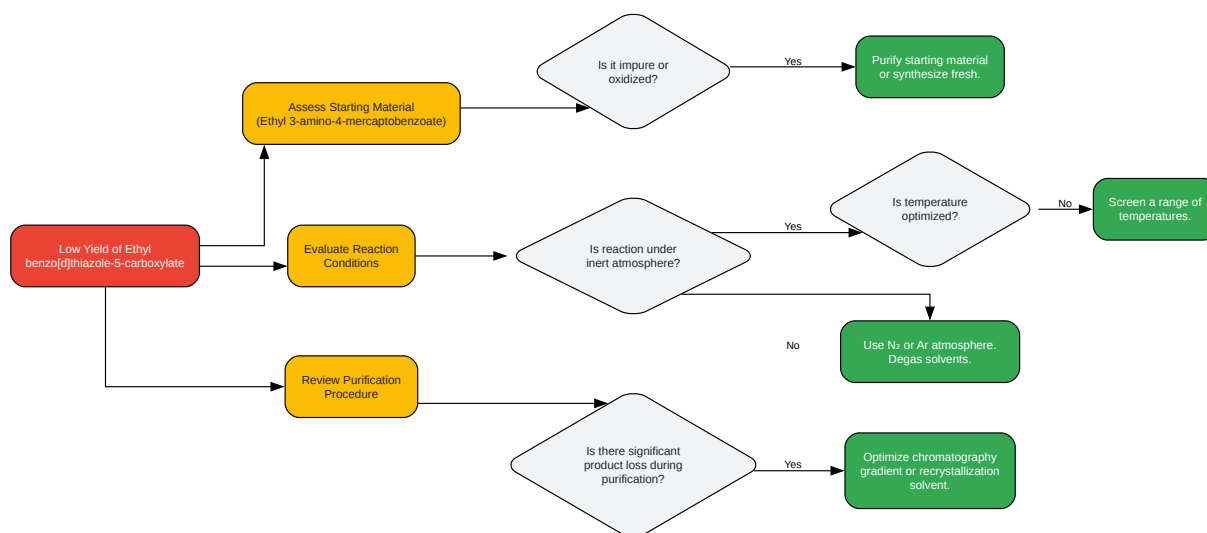 Is it impure or
oxidized?
Yes
Purify starting material
or synthesize fresh.
Assess Starting Material
(Ethyl 3-amino-4-mercaptobenzoate)
Is temperature
optimized?
No
Screen a range of
temperatures.
Low Yield of Ethyl
benzo[d]thiazole-5-carboxylate
Evaluate Reaction
Conditions
Is reaction under
inert atmosphere?
Yes
No
Use N₂ or Ar atmosphere.
Degas solvents.
Review Purification
Procedure
Is there significant
product loss during
purification?
Yes
Optimize chromatography
gradient or recrystallization
solvent.